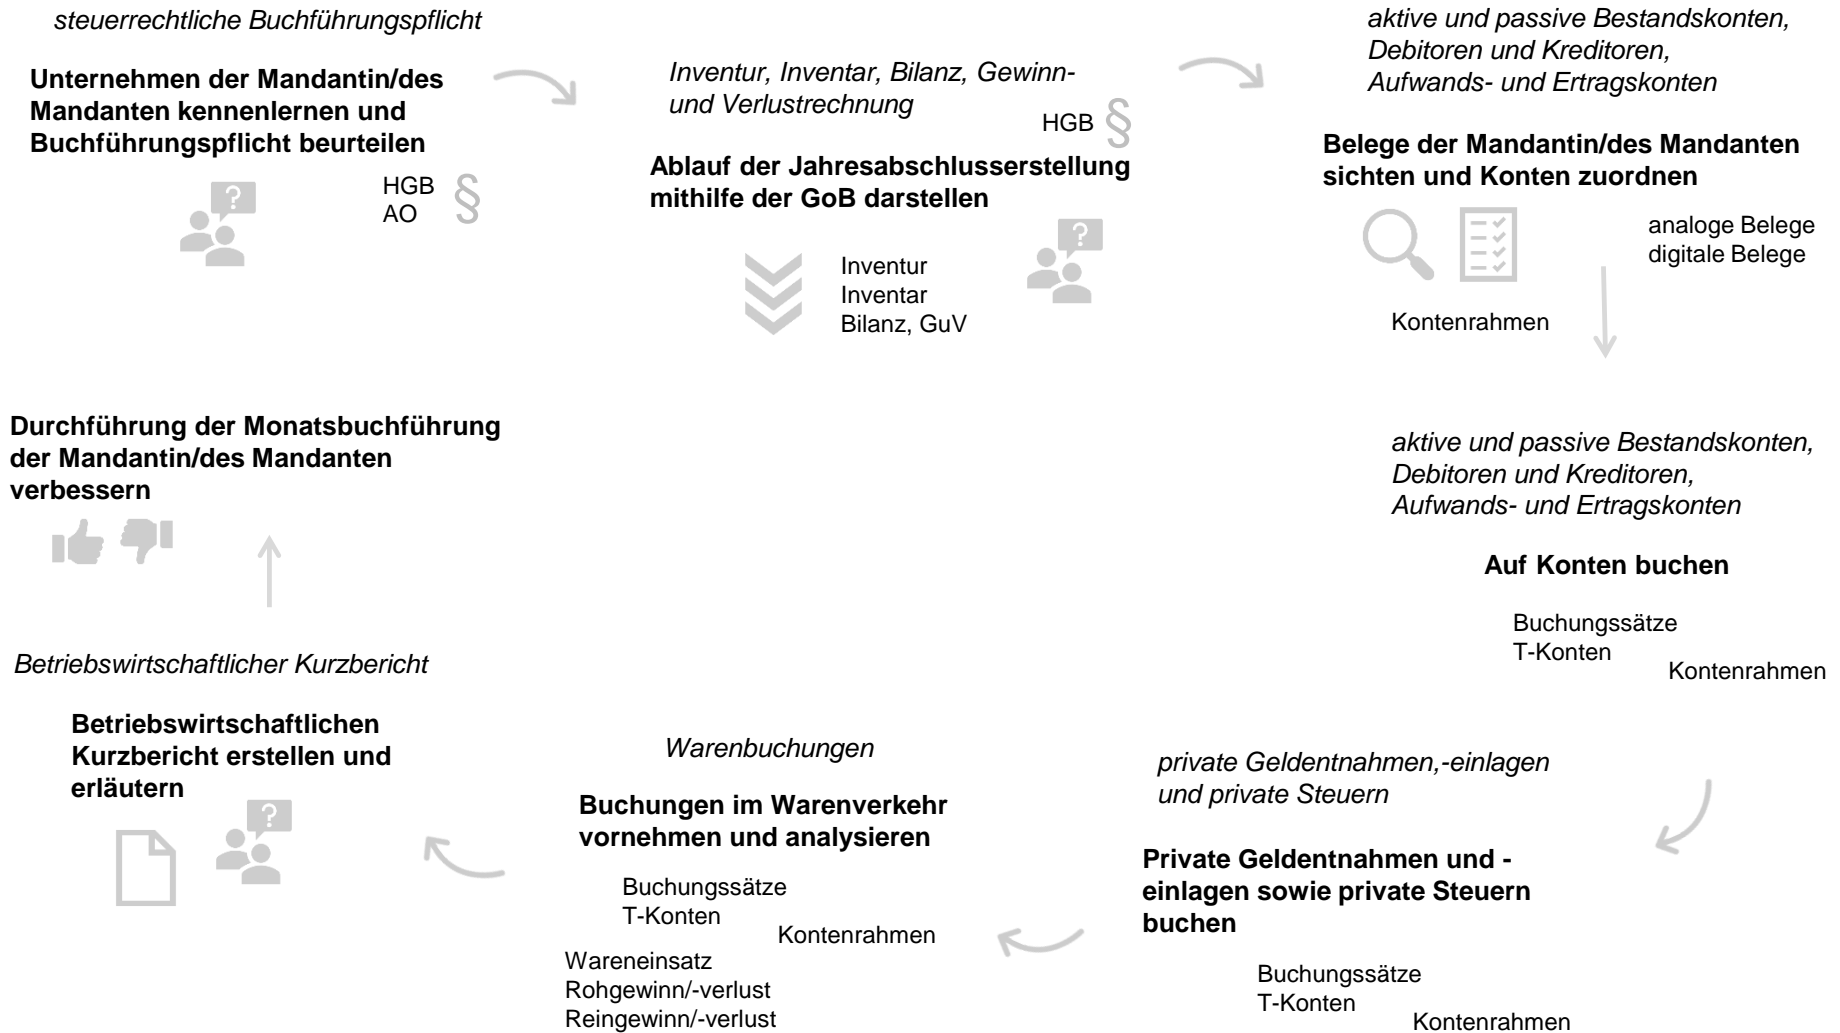 steuerrechtliche Buchführungspflicht
Unternehmen der Mandantin/des
Mandanten kennenlernen und
Buchführungspflicht beurteilen
HGB
AO
§
?
Inventur, Inventar, Bilanz, Gewinn-
und Verlustrechnung
HGB §
Ablauf der Jahresabschlusserstellung
mithilfe der GoB darstellen
Inventur
Inventar
Bilanz, GuV
?
aktive und passive Bestandskonten,
Debitoren und Kreditoren,
Aufwands- und Ertragskonten
Belege der Mandantin/des Mandanten
sichten und Konten zuordnen
analoge Belege
digitale Belege
Kontenrahmen
aktive und passive Bestandskonten,
Debitoren und Kreditoren,
Aufwands- und Ertragskonten
Auf Konten buchen
Buchungssätze
T-Konten
Kontenrahmen
private Geldentnahmen,-einlagen
und private Steuern
Private Geldentnahmen und -
einlagen sowie private Steuern
buchen
Buchungssätze
T-Konten
Kontenrahmen
Warenbuchungen
Buchungen im Warenverkehr
vornehmen und analysieren
Buchungssätze
T-Konten
Kontenrahmen
Wareneinsatz
Rohgewinn/-verlust
Reingewinn/-verlust
Betriebswirtschaftlicher Kurzbericht
Betriebswirtschaftlichen
Kurzbericht erstellen und
erläutern
?
Durchführung der Monatsbuchführung
der Mandantin/des Mandanten
verbessern